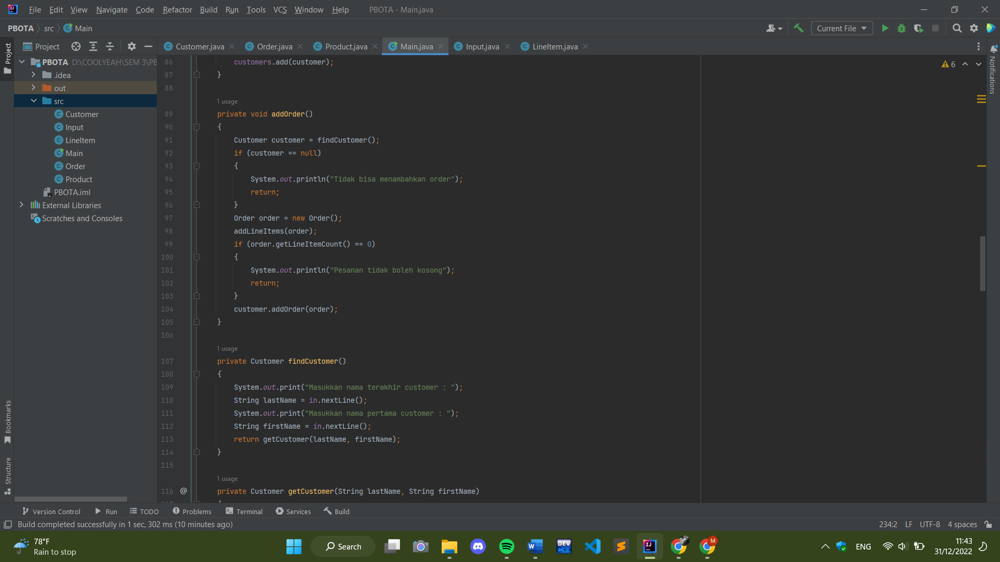 File Edit View Navigate Code Refactor Build Run Tools VCS Window Help PBOTA - Main.java
PBOTA src Main Current File
Project Customer.java Order.java Product.java Main.java Input.java LineItem.java
Project
Notifications
PBOTA D:\COOLYEAH\SEM 3\PB
.idea
out
src
Customer
Input
LineItem
Main
Order
Product
PBOTA.iml
External Libraries
Scratches and Consoles
6
86 customers.add(customer);
87 }
88
1 usage
89 private void addOrder()
90 {
91 Customer customer = findCustomer();
92 if (customer == null)
93 {
94 System.out.println("Tidak bisa menambahkan order");
95 return;
96 }
97 Order order = new Order();
98 addLineItems(order);
99 if (order.getLineItemCount() == 0)
100 {
101 System.out.println("Pesanan tidak boleh kosong");
102 return;
103 }
104 customer.addOrder(order);
105 }
106
1 usage
107 private Customer findCustomer()
108 {
109 System.out.print("Masukkan nama terakhir customer : ");
110 String lastName = in.nextLine();
111 System.out.print("Masukkan nama pertama customer : ");
112 String firstName = in.nextLine();
113 return getCustomer(lastName, firstName);
114 }
115
1 usage
116 @ private Customer getCustomer(String lastName, String firstName)
Bookmarks
Structure
Version Control Run TODO Problems Terminal Services Build
Build completed successfully in 1 sec, 302 ms (10 minutes ago) 234:2 LF UTF-8 4 spaces
78°F
Rain to stop
Search
ENG
11:43
31/12/2022